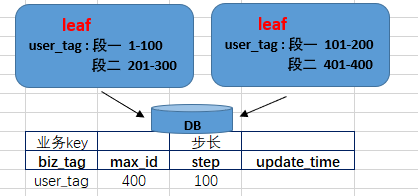 leaf
user_tag : 段一 1-100
段二 201-300
leaf
user_tag : 段一 101-200
段二 401-400
DB
业务key 步长
biz_tag max_id step update_time
user_tag 400 100